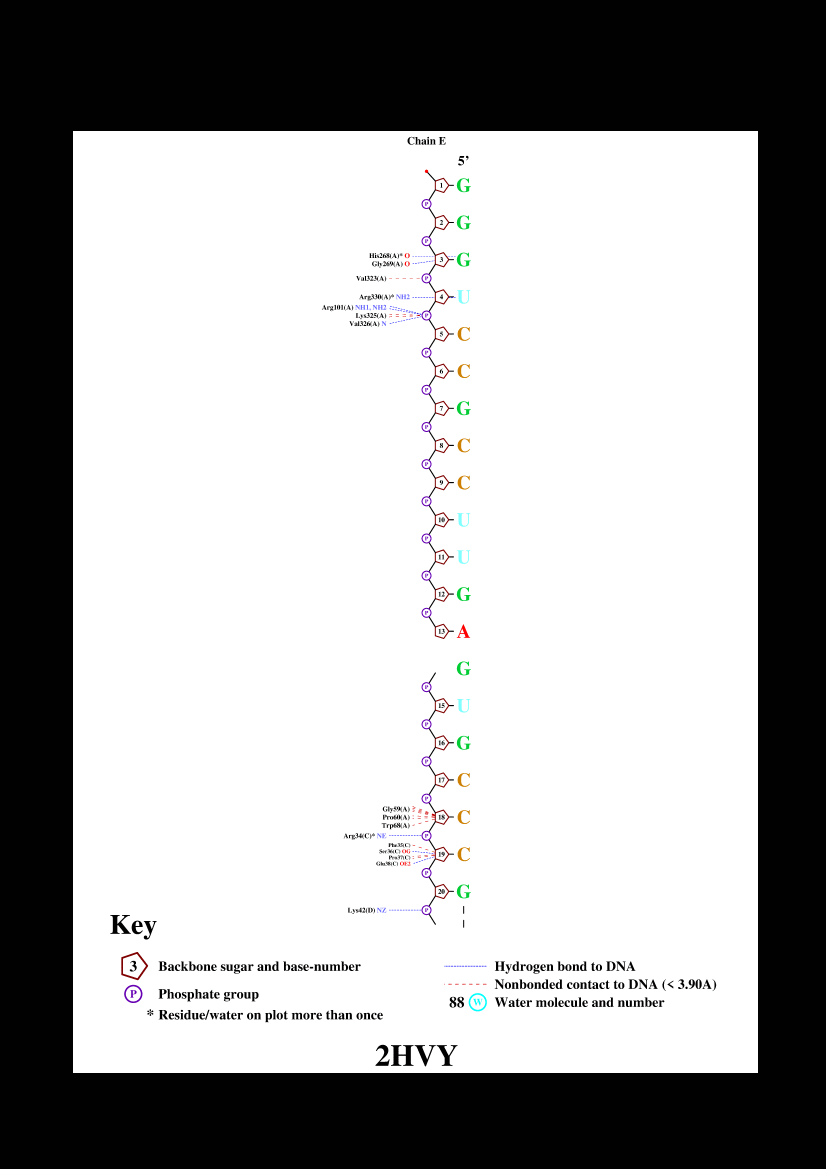 Chain E
5'
1 G
P
2 G
P
His268(A)* O
3 G
Gly269(A) O
Val323(A) P
Arg330(A)* NH2 4 U
Arg101(A) NH1, NH2
Lys325(A) P
Val326(A) N
5 C
P
6 C
P
7 G
P
8 C
P
9 C
P
10 U
P
11 U
P
12 G
P
13 A
G
P
15 U
P
16 G
P
17 C
P
Gly59(A)
Pro60(A) 18 C
Trp68(A)
Arg34(C)* NE P
Phe35(C)
Ser36(C) OG 19 C
Pro37(C)
Glu38(C) OE2
P
20 G
Lys42(D) NZ P
Key
3 Backbone sugar and base-number
P Phosphate group
* Residue/water on plot more than once
Hydrogen bond to DNA
Nonbonded contact to DNA (< 3.90A)
88 W Water molecule and number
2HVY